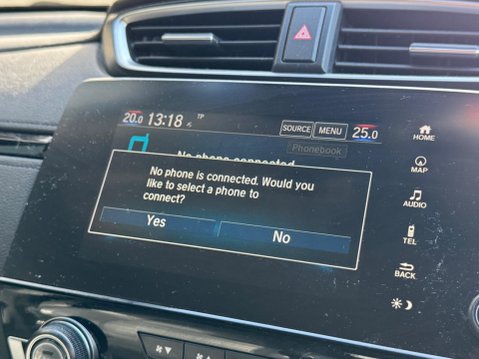 20.0 13:18 TP
SOURCE MENU 25.0
Phonebook
No phone connected
No phone is connected. Would you
like to select a phone to
connect?
Yes No
HOME
MAP
AUDIO
TEL
BACK